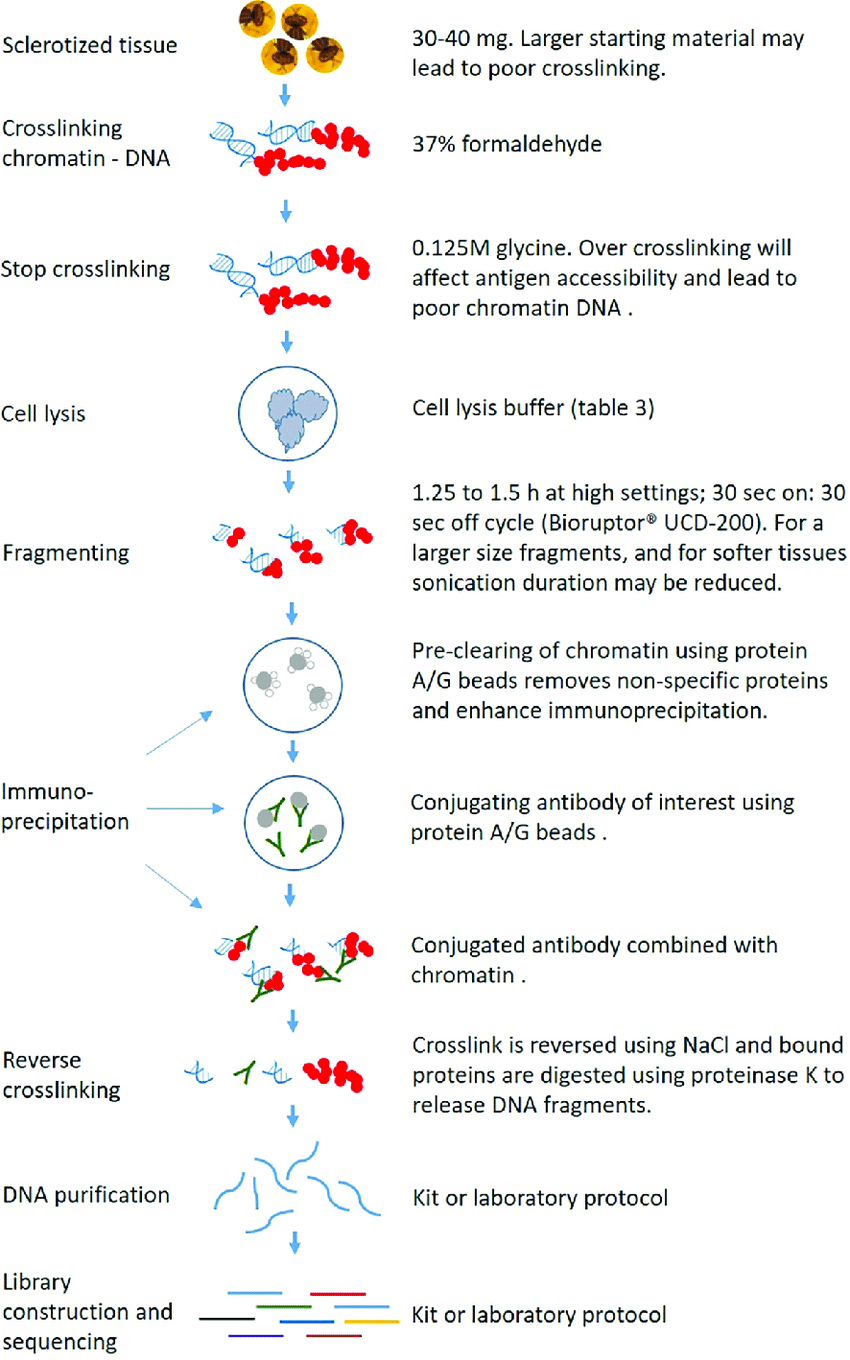 Sclerotized tissue
30-40 mg. Larger starting material may
lead to poor crosslinking.
Crosslinking
chromatin - DNA
37% formaldehyde
Stop crosslinking
0.125M glycine. Over crosslinking will
affect antigen accessibility and lead to
poor chromatin DNA .
Cell lysis
Cell lysis buffer (table 3)
Fragmenting
1.25 to 1.5 h at high settings; 30 sec on: 30
sec off cycle (Bioruptor® UCD-200). For a
larger size fragments, and for softer tissues
sonication duration may be reduced.
Immuno-
precipitation
Pre-clearing of chromatin using protein
A/G beads removes non-specific proteins
and enhance immunoprecipitation.
Conjugating antibody of interest using
protein A/G beads .
Conjugated antibody combined with
chromatin .
Reverse
crosslinking
Crosslink is reversed using NaCl and bound
proteins are digested using proteinase K to
release DNA fragments.
DNA purification
Kit or laboratory protocol
Library
construction and
sequencing
Kit or laboratory protocol